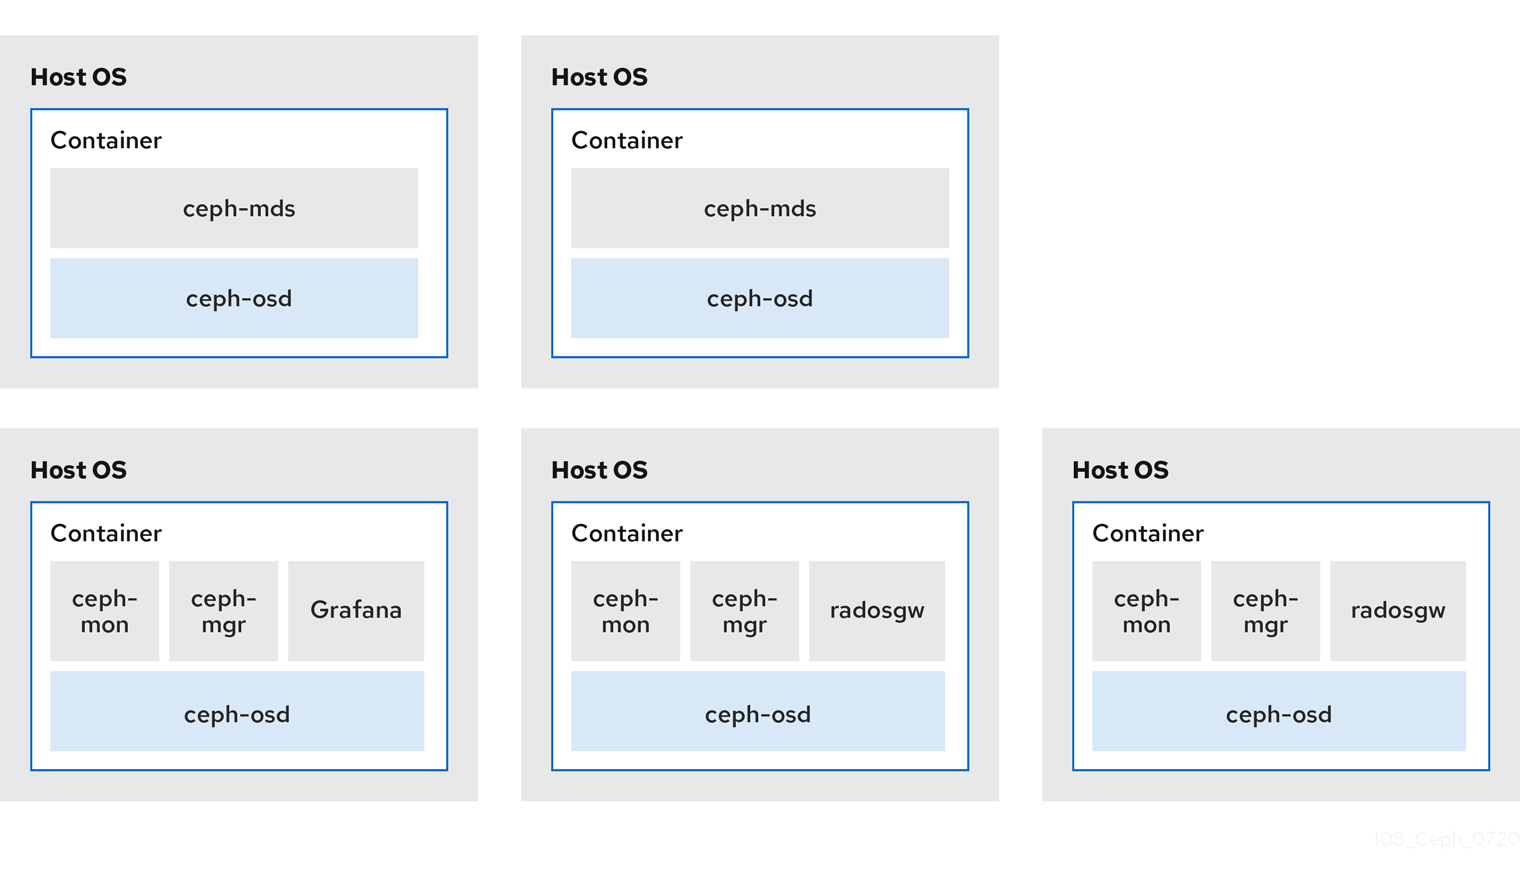 Host OS
Container
ceph-mds
ceph-osd
Host OS
Container
ceph-mds
ceph-osd
Host OS
Container
ceph-
mon
ceph-
mgr
Grafana
ceph-osd
Host OS
Container
ceph-
mon
ceph-
mgr
radosgw
ceph-osd
Host OS
Container
ceph-
mon
ceph-
mgr
radosgw
ceph-osd
108_Ceph_0720